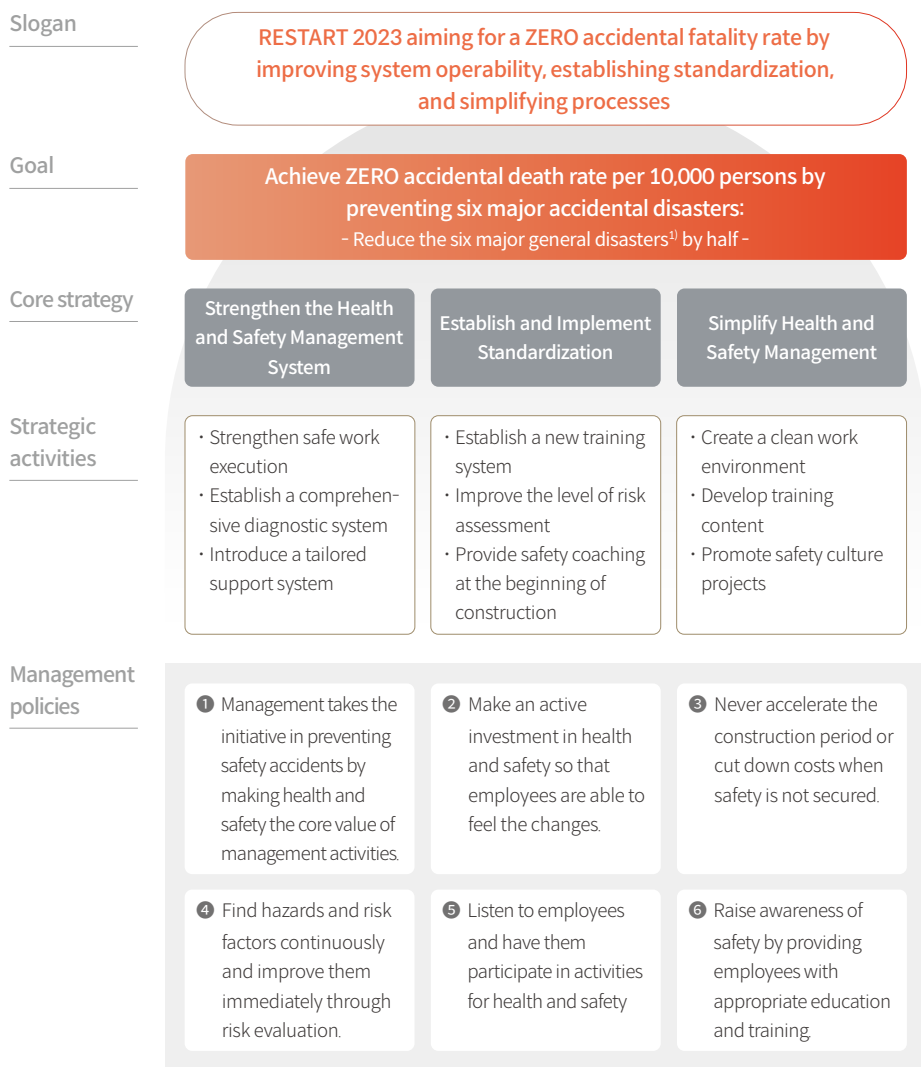 Slogan
RESTART 2023 aiming for a ZERO accidental fatality rate by
improving system operability, establishing standardization,
and simplifying processes
Goal
Achieve ZERO accidental death rate per 10,000 persons by
preventing six major accidental disasters:
- Reduce the six major general disasters1) by half -
Core strategy
Strengthen the Health
and Safety Management
System
Establish and Implement
Standardization
Simplify Health and
Safety Management
Strategic
activities
· Strengthen safe work
execution
· Establish a comprehen-
sive diagnostic system
· Introduce a tailored
support system
· Establish a new training
system
· Improve the level of risk
assessment
· Provide safety coaching
at the beginning of
construction
· Create a clean work
environment
· Develop training
content
· Promote safety culture
projects
Management
policies
❶ Management takes the
initiative in preventing
safety accidents by
making health and
safety the core value of
management activities.
❷ Make an active
investment in health
and safety so that
employees are able to
feel the changes.
❸ Never accelerate the
construction period or
cut down costs when
safety is not secured.
❹ Find hazards and risk
factors continuously
and improve them
immediately through
risk evaluation.
❺ Listen to employees
and have them
participate in activities
for health and safety
❻ Raise awareness of
safety by providing
employees with
appropriate education
and training.